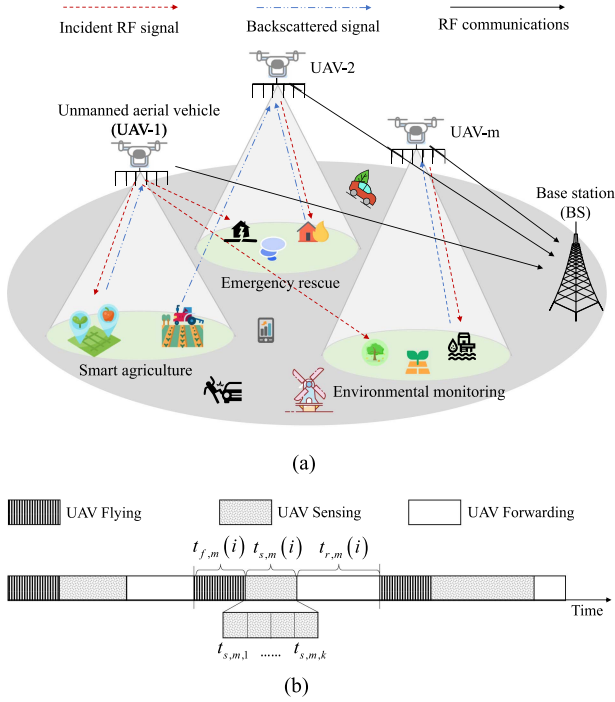 Incident RF signal
Backscattered signal
RF communications
UAV-2
Unmanned aerial vehicle
(UAV-1)
UAV-m
Base station
(BS)
Emergency rescue
Smart agriculture
Environmental monitoring
(a)
UAV Flying
UAV Sensing
UAV Forwarding
t_{f,m}(i) t_{s,m}(i) t_{r,m}(i)
Time
t_{s,m,1} ...... t_{s,m,k}
(b)